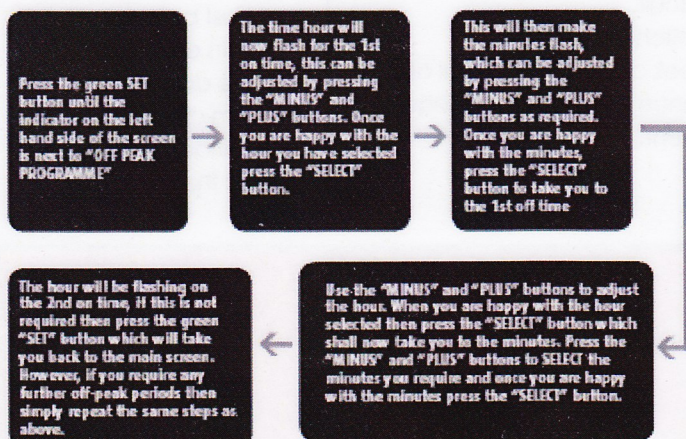 Press the green SET
button until the
indicator on the left
hand side of the screen
is next to "OFF PEAK
PROGRAMME"
The time hour will
now flash for the 1st
on time, this can be
adjusted by pressing
the "MINUS" and
"PLUS" buttons. Once
you are happy with the
hour you have selected
press the "SELECT"
button.
This will then make
the minutes flash,
which can be adjusted
by pressing the
"MINUS" and "PLUS"
buttons as required.
Once you are happy
with the minutes,
press the "SELECT"
button to take you to
the 1st off time
Use the "MINUS" and "PLUS" buttons to adjust
the hour. When you are happy with the hour
selected then press the "SELECT" button which
shall now take you to the minutes. Press the
"MINUS" and "PLUS" buttons to SELECT the
minutes you require and once you are happy
with the minutes press the "SELECT" button.
The hour will be flashing on
the 2nd on time, if this is not
required then press the green
"SET" button which will take
you back to the main screen.
However, if you require any
further off-peak periods then
simply repeat the same steps as
above.